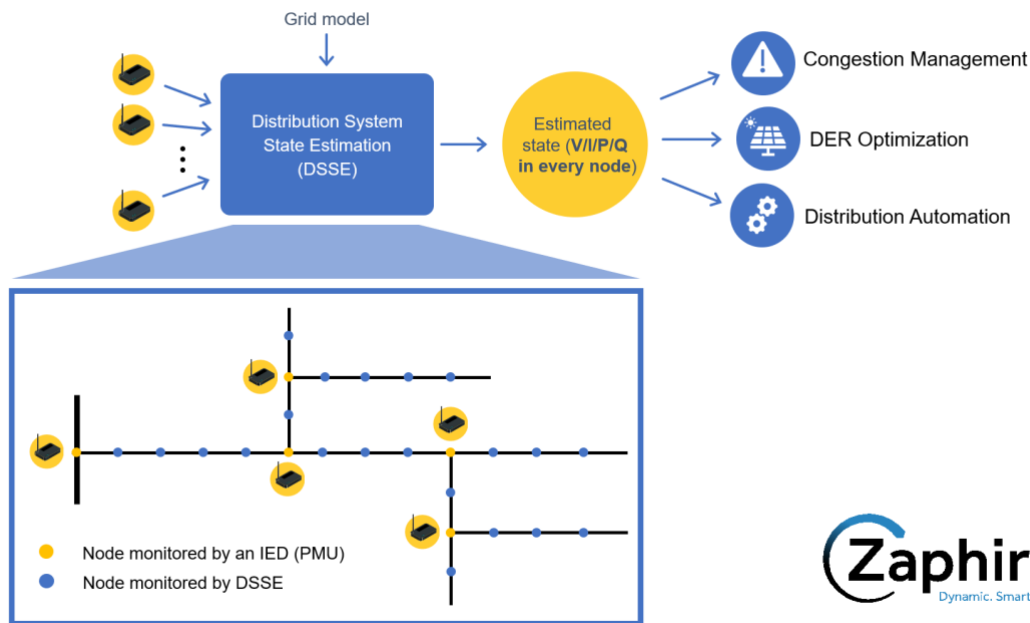 Grid model
Distribution System
State Estimation
(DSSE)
Estimated
state (V/I/P/Q
in every node)
Congestion Management
DER Optimization
Distribution Automation
Node monitored by an IED (PMU)
Node monitored by DSSE
Zaphir
Dynamic. Smart